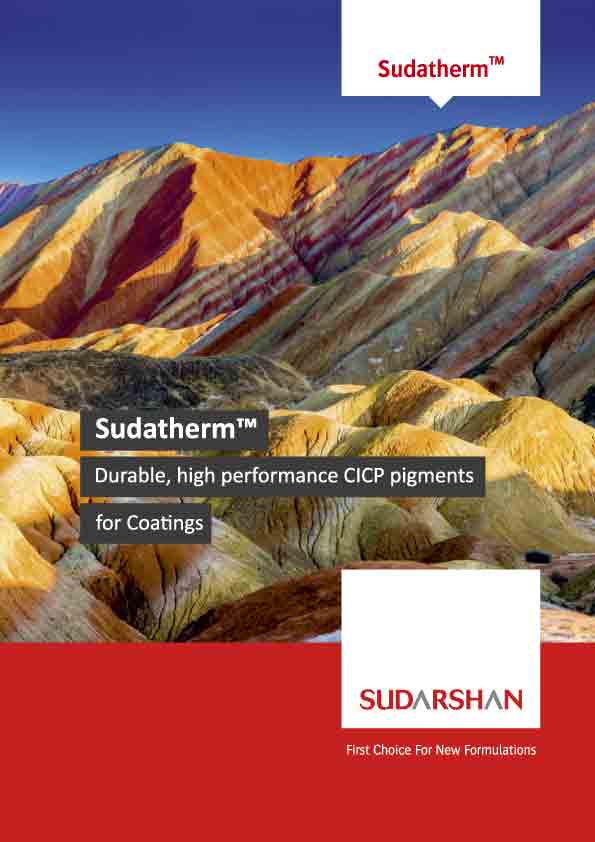 Sudatherm™
Sudatherm™
Durable, high performance CICP pigments
for Coatings
SUDARSHAN
First Choice For New Formulations